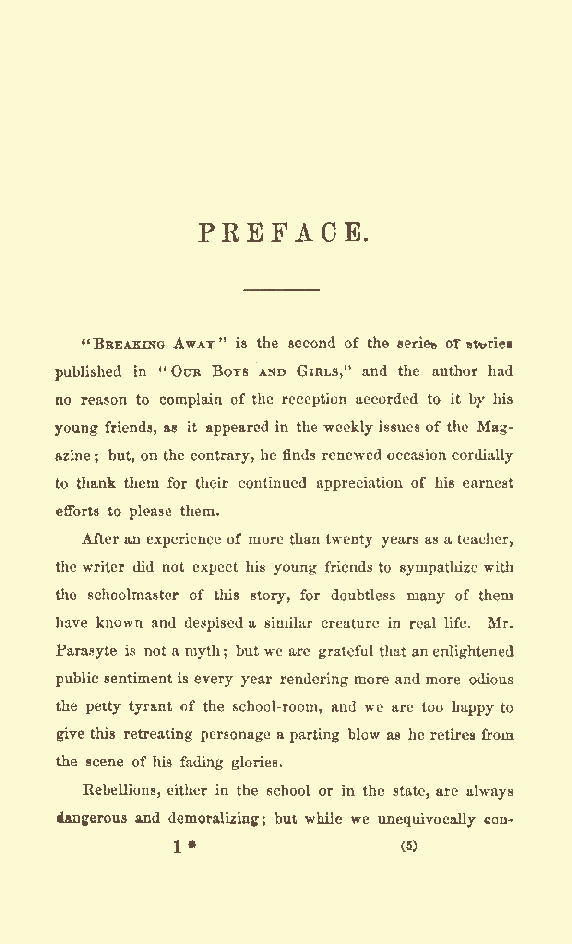 PREFACE.
"BREAKING AWAY" is the second of the series of stories
published in "OUR BOYS AND GIRLS," and the author had
no reason to complain of the reception accorded to it by his
young friends, as it appeared in the weekly issues of the Mag-
azine; but, on the contrary, he finds renewed occasion cordially
to thank them for their continued appreciation of his earnest
efforts to please them.
After an experience of more than twenty years as a teacher,
the writer did not expect his young friends to sympathize with
the schoolmaster of this story, for doubtless many of them
have known and despised a similar creature in real life. Mr.
Parasyte is not a myth; but we are grateful that an enlightened
public sentiment is every year rendering more and more odious
the petty tyrant of the school-room, and we are too happy to
give this retreating personage a parting blow as he retires from
the scene of his fading glories.
Rebellions, either in the school or in the state, are always
dangerous and demoralizing; but while we unequivocally con-
1* (5)